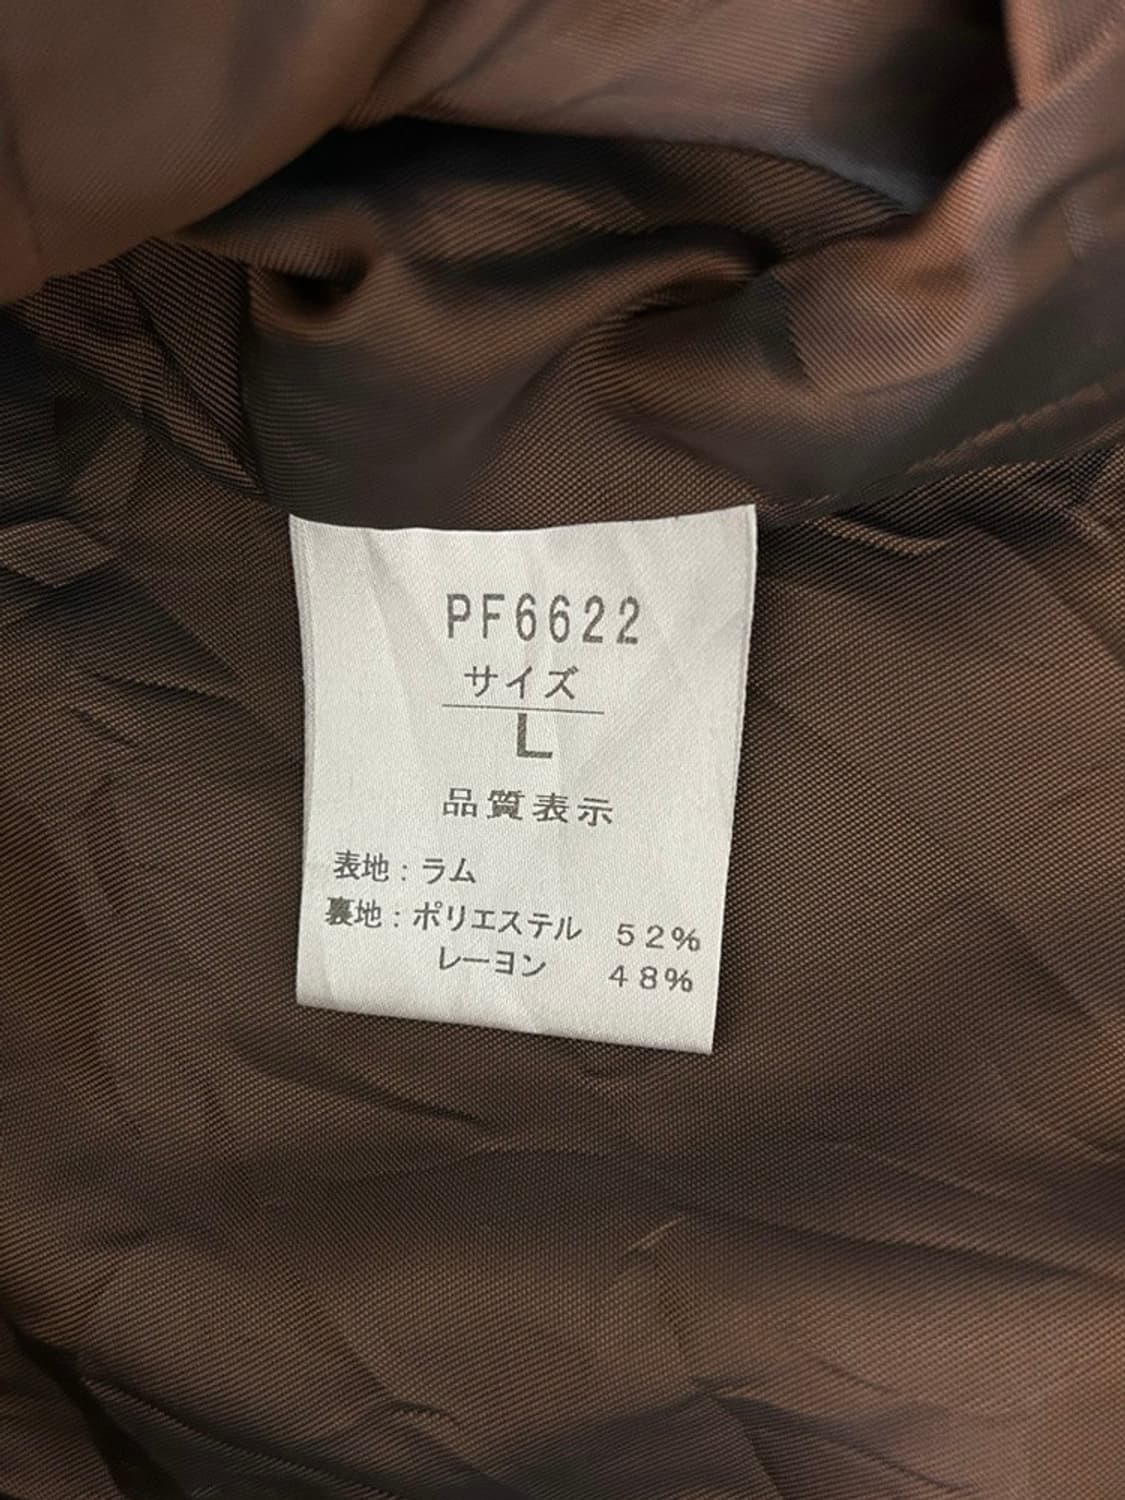 PF6622
サイズ
L
品質表示
表地：ラム
裏地：ポリエステル 52%
レーヨン 48%